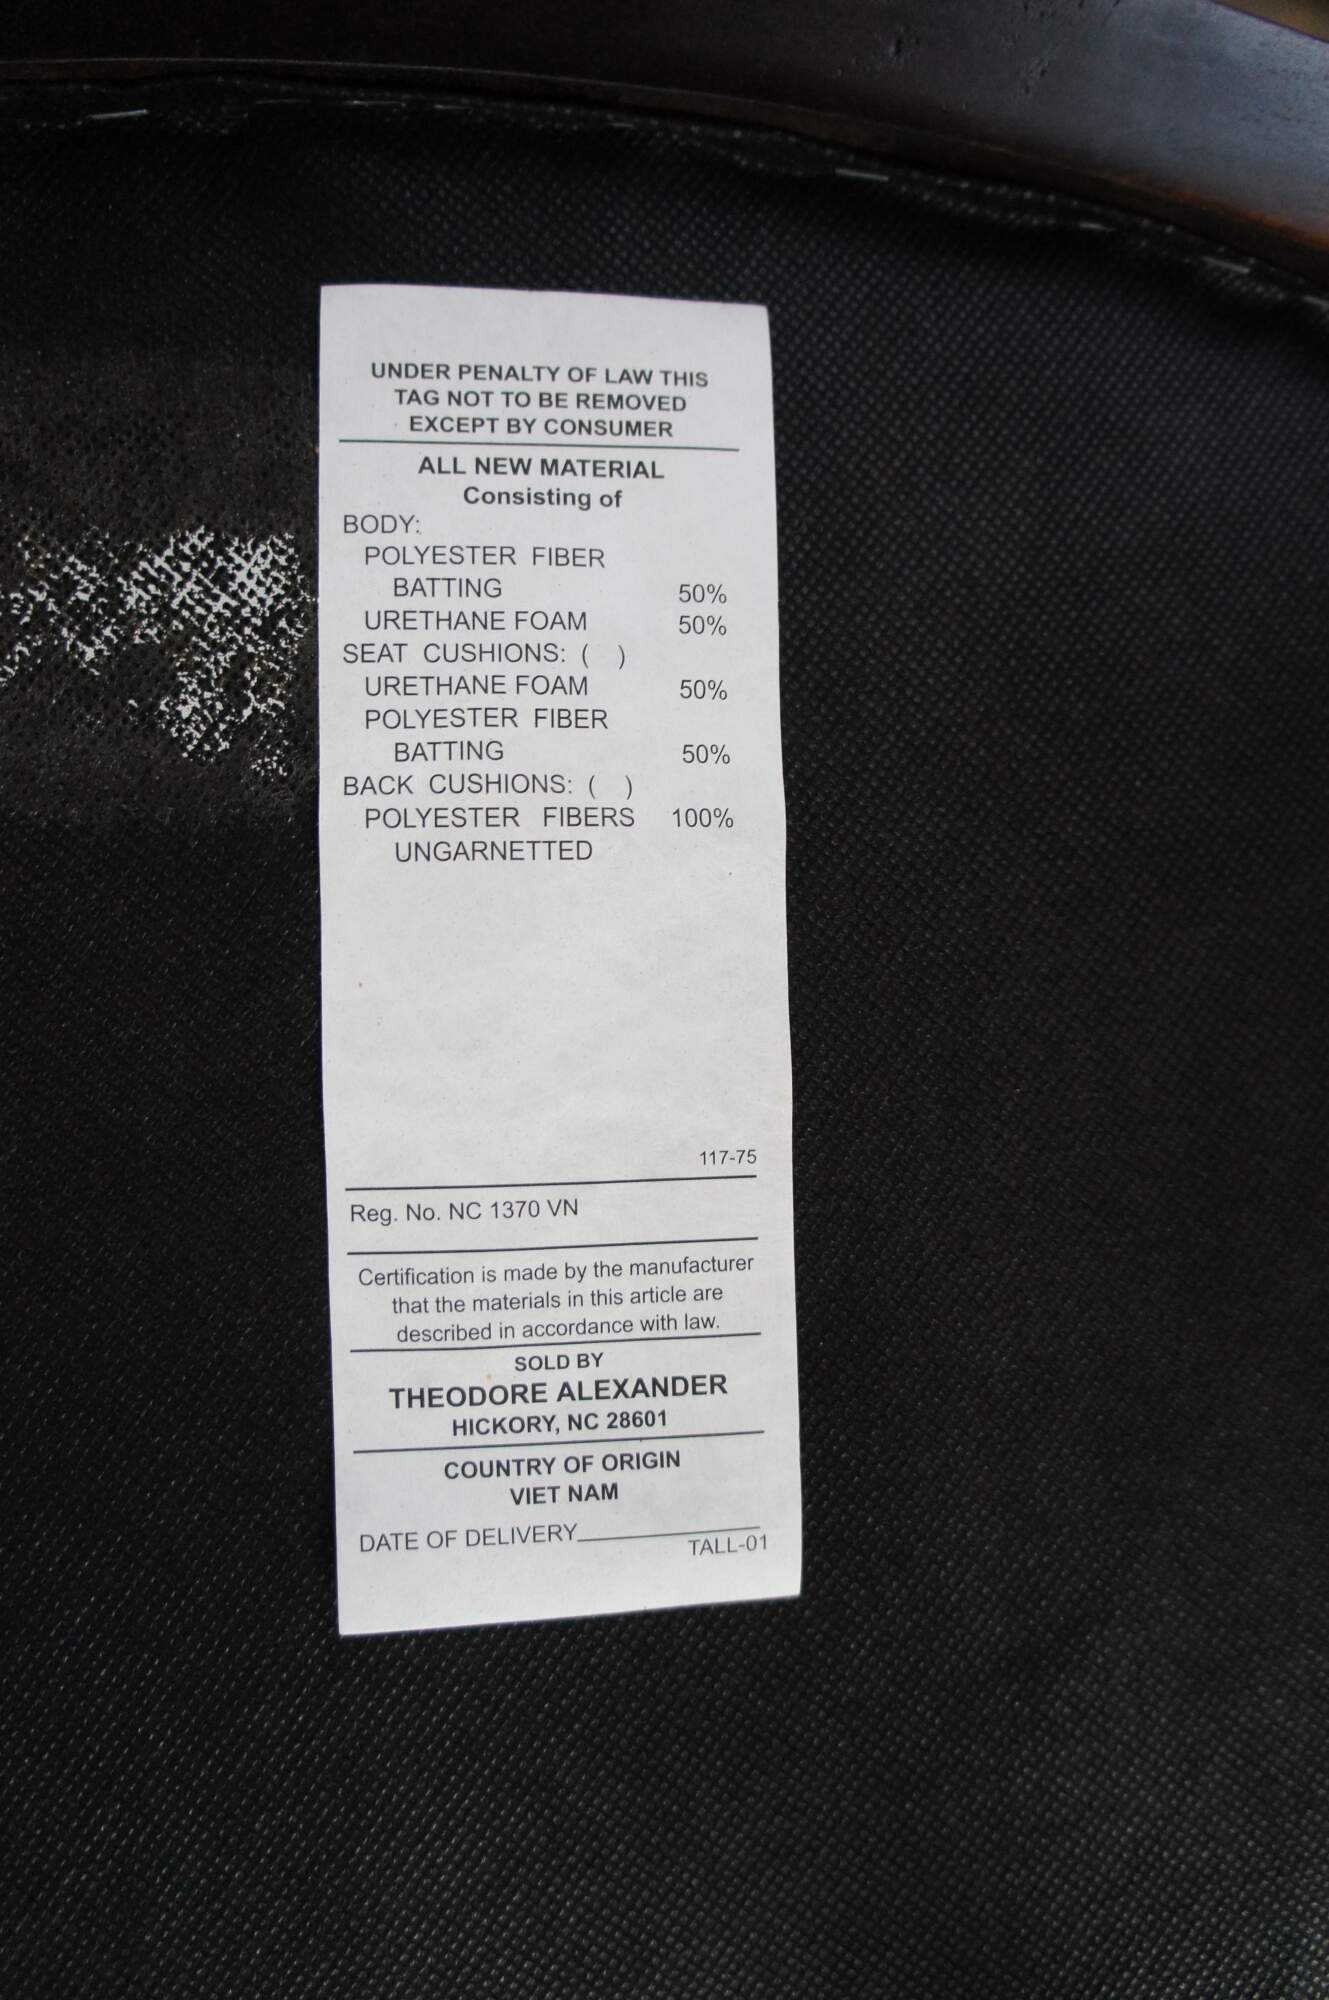 UNDER PENALTY OF LAW THIS
TAG NOT TO BE REMOVED
EXCEPT BY CONSUMER
ALL NEW MATERIAL
Consisting of
BODY:
POLYESTER FIBER
BATTING 50%
URETHANE FOAM 50%
SEAT CUSHIONS: ( )
URETHANE FOAM 50%
POLYESTER FIBER
BATTING 50%
BACK CUSHIONS: ( )
POLYESTER FIBERS 100%
UNGARNETTED
117-75
Reg. No. NC 1370 VN
Certification is made by the manufacturer
that the materials in this article are
described in accordance with law.
SOLD BY
THEODORE ALEXANDER
HICKORY, NC 28601
COUNTRY OF ORIGIN
VIET NAM
DATE OF DELIVERY
TALL-01